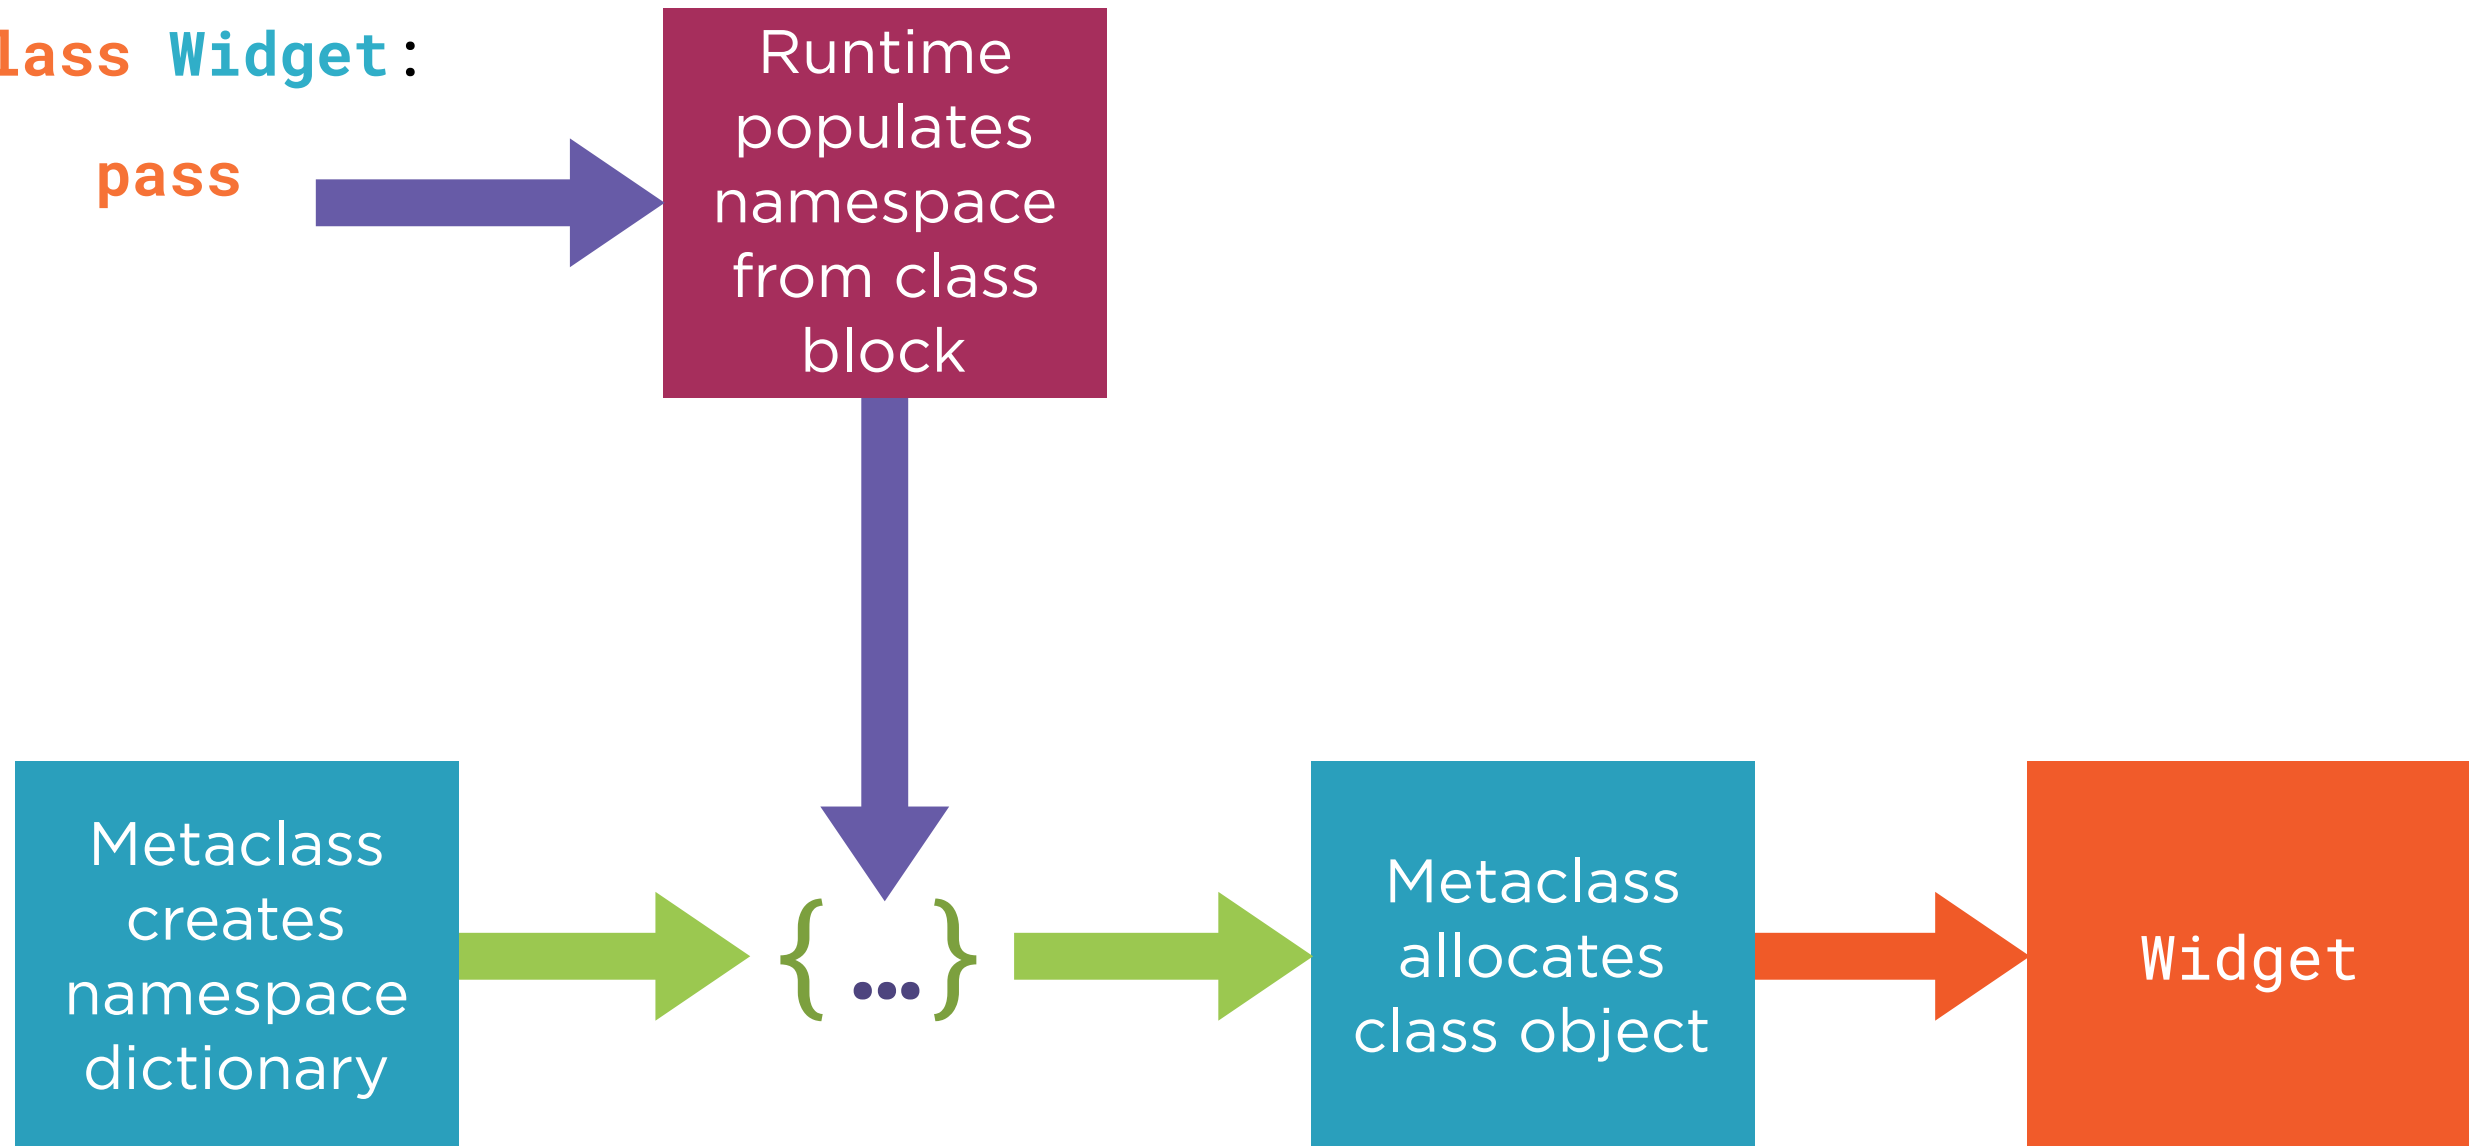 lass Widget:
pass
Runtime
populates
namespace
from class
block
Metaclass
creates
namespace
dictionary
{ ... }
Metaclass
allocates
class object
Widget